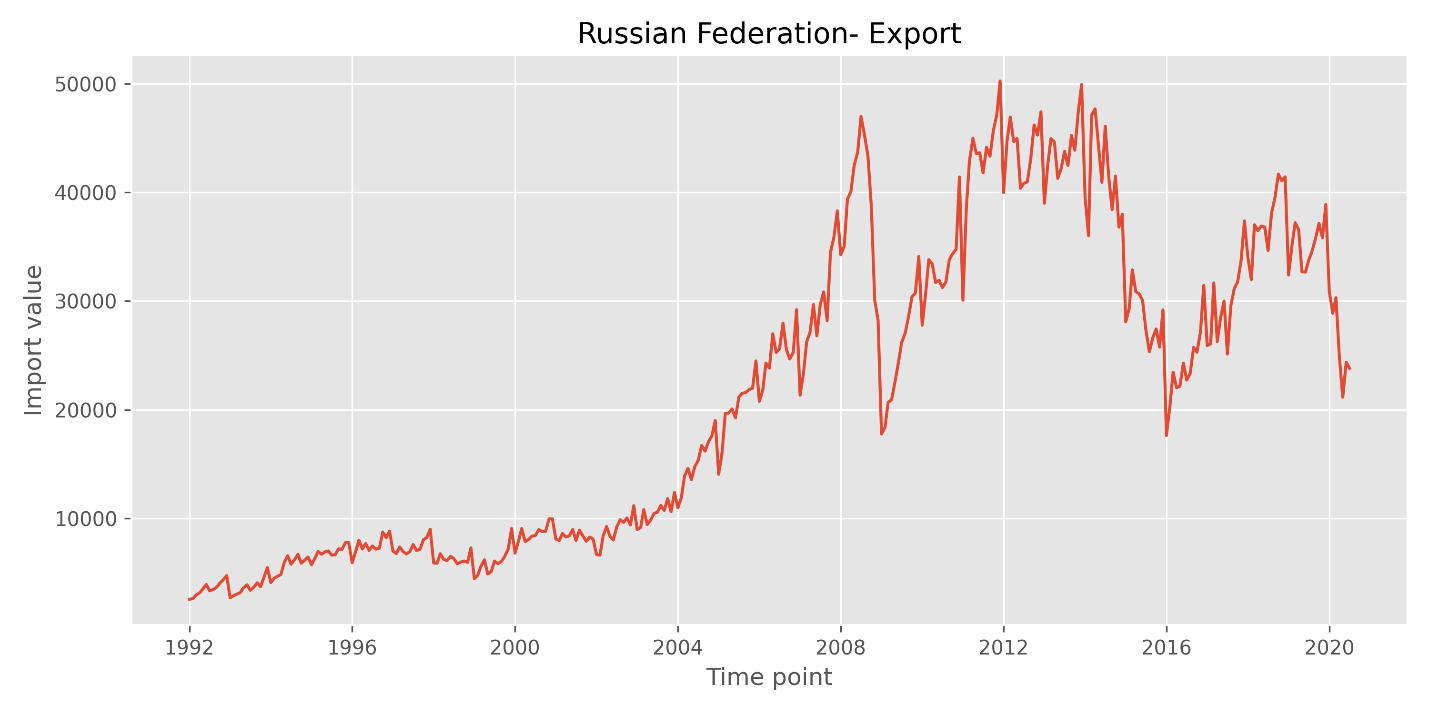 Russian Federation- Export
50000
40000
30000
20000
10000
Import value
1992 1996 2000 2004 2008 2012 2016 2020
Time point